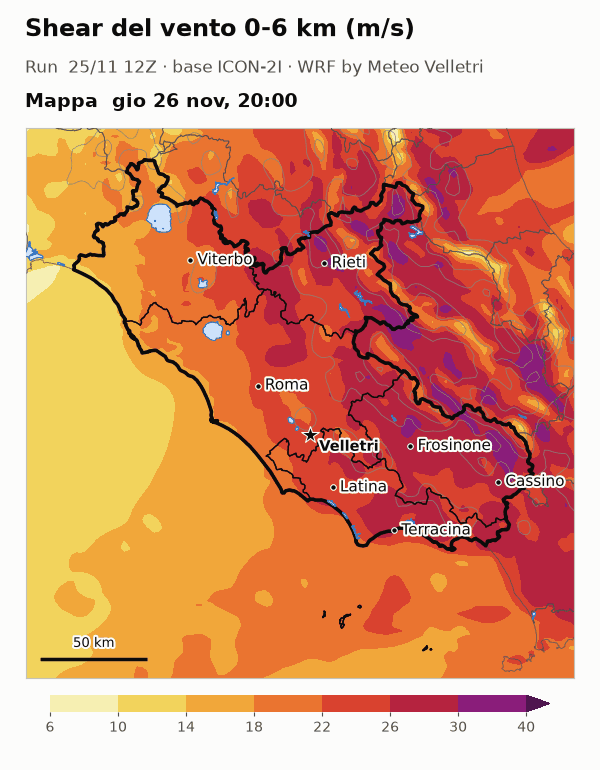 Shear del vento 0-6 km (m/s)
Run  25/11 12Z · base ICON-2I · WRF by Meteo Velletri
Mappa  gio 26 nov, 20:00
Viterbo
Rieti
Roma
Velletri
Frosinone
Latina
Cassino
Terracina
50 km
6 10 14 18 22 26 30 40